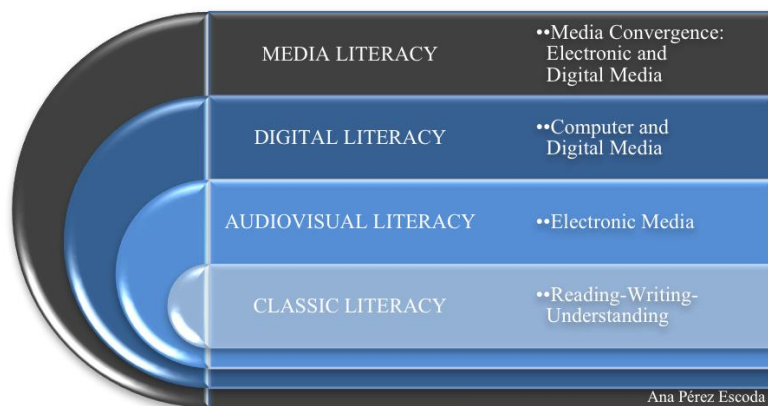 MEDIA LITERACY
••Media Convergence:
Electronic and
Digital Media
DIGITAL LITERACY
••Computer and
Digital Media
AUDIOVISUAL LITERACY
••Electronic Media
CLASSIC LITERACY
••Reading-Writing-
Understanding
Ana Pérez Escoda